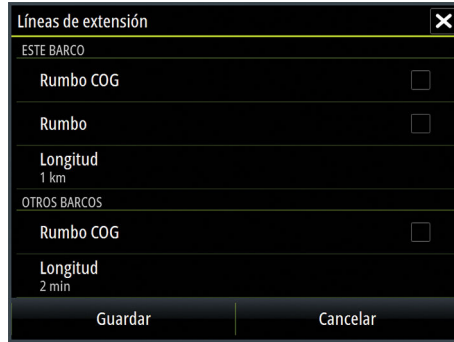 Líneas de extensión
ESTE BARCO
Rumbo COG
Rumbo
Longitud
1 km
OTROS BARCOS
Rumbo COG
Longitud
2 min
Guardar Cancelar